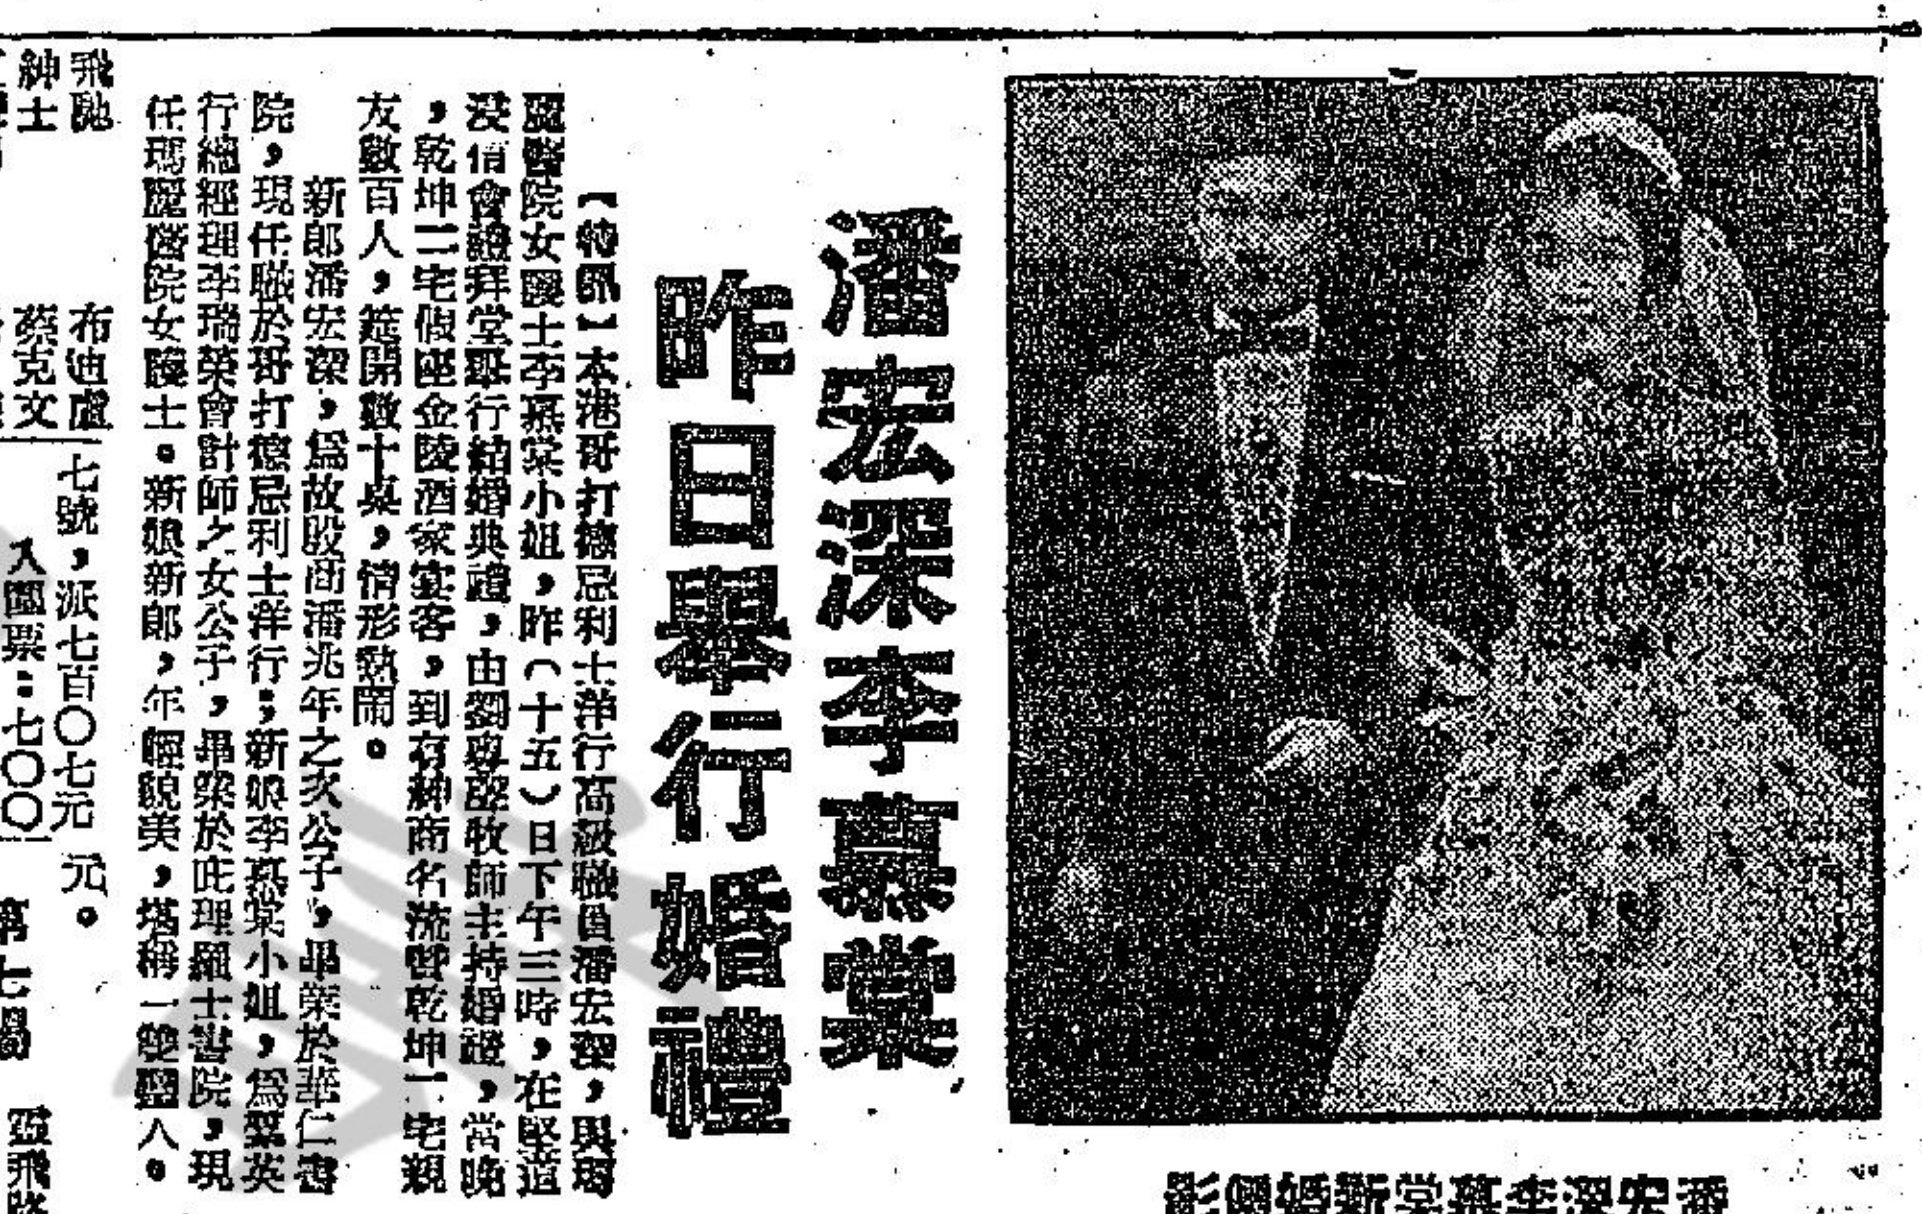 潘宏深李慕棠
昨日舉行婚禮
【特訊】本港哥打德忌利士洋行高級職員潘宏深,與瑪
麗醫院女護士李慕棠小姐,昨(十五)日下午三時,在堅道
浸信會禮拜堂舉行結婚典禮,由劉粵聲牧師主持婚證,當晚
,乾坤二宅假座金陵酒家宴客,到有紳商名流暨乾坤二宅親
友數百人,筵開數十桌,情形熱鬧。
新郎潘宏深,為故殷商潘兆年之次公子,畢業於華仁書
院,現任職於哥打德忌利士洋行;新娘李慕棠小姐,為 英
行總經理李瑞榮會計師之女公子,畢業於庇理羅士書院,現
任瑪麗醫院女護士。新娘新郎,年輕貌美,堪稱一雙璧人。
潘宏深李慕棠新婚儷影
飛馳 布迪盧 七號,派七百〇七元 元。
紳士 蔡克文 入圍票:七〇〇 第七場 飛